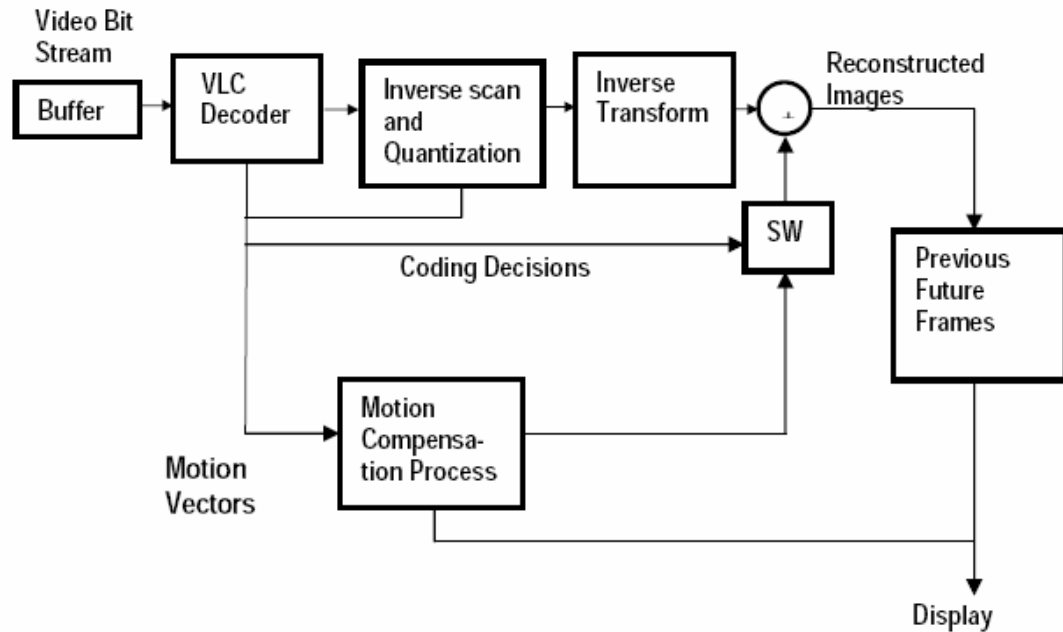 Video Bit
Stream
Buffer
VLC
Decoder
Inverse scan
and
Quantization
Inverse
Transform
Reconstructed
Images
SW
Coding Decisions
Previous
Future
Frames
Motion
Compensa-
tion Process
Motion
Vectors
Display